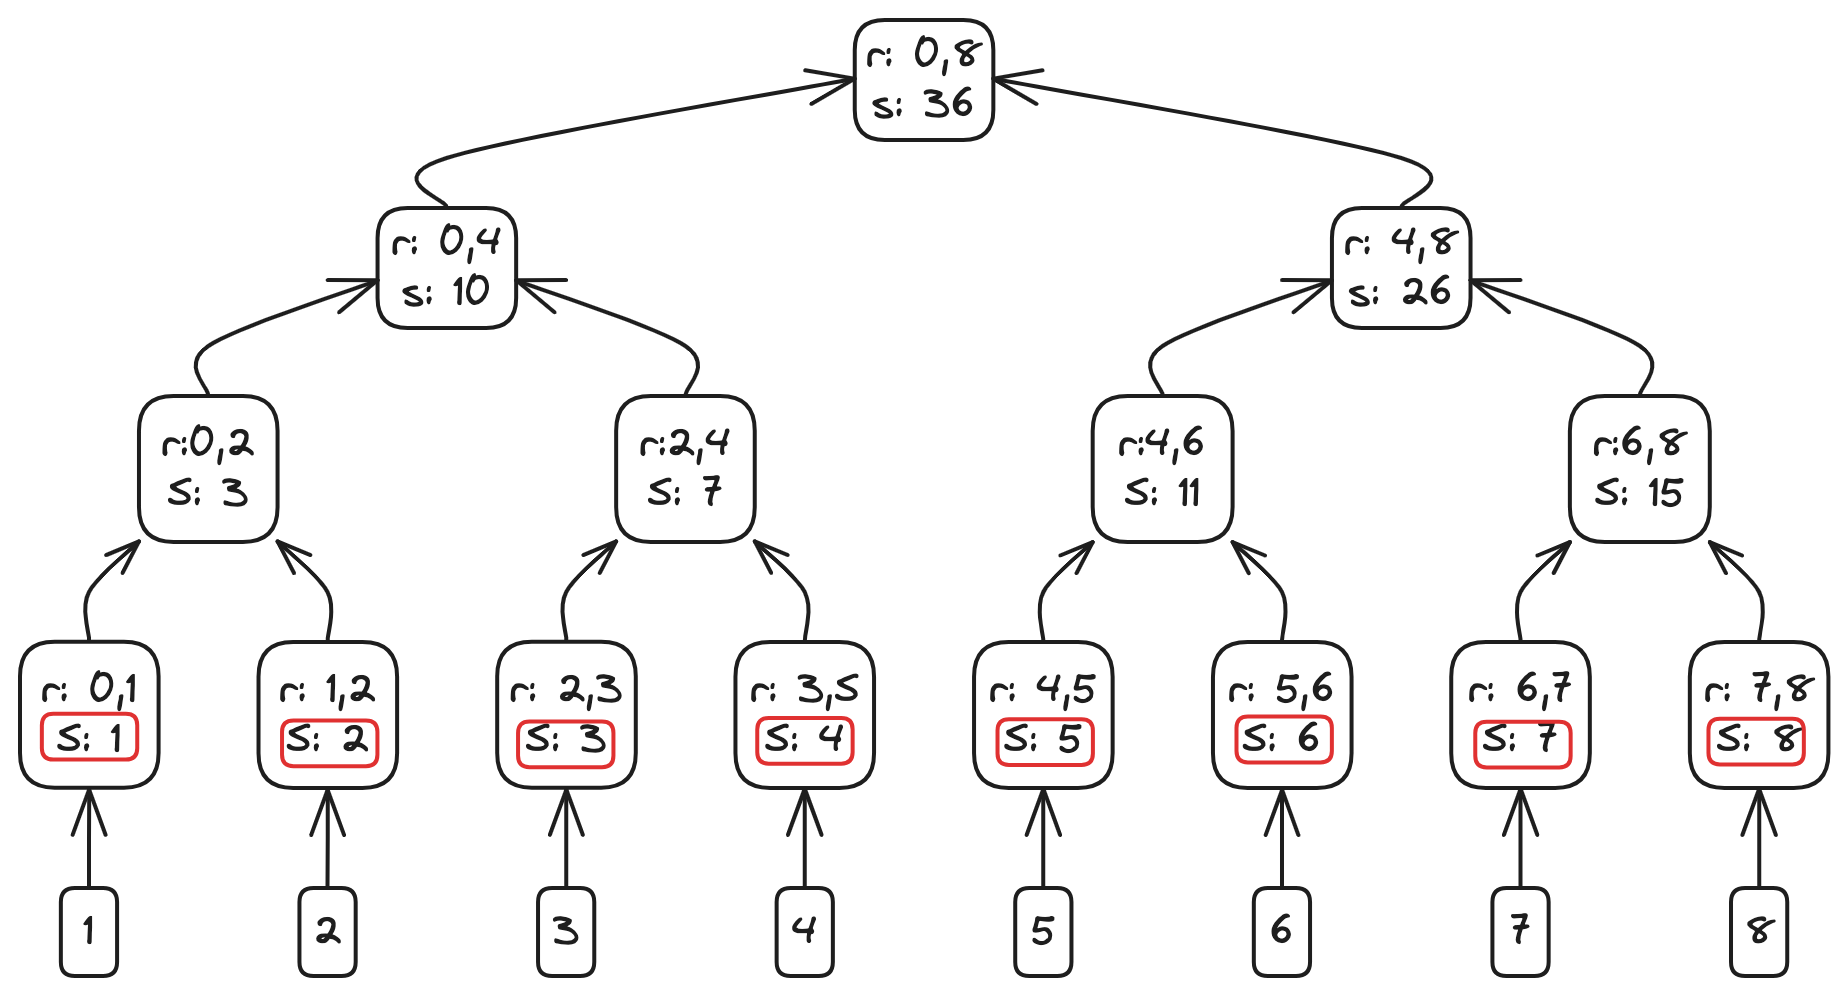 r: 0,8
s: 36
r: 0,4
s: 10
r: 4,8
s: 26
r:0,2
S: 3
r:2,4
S: 7
r:4,6
S: 11
r:6,8
S: 15
r: 0,1
S: 1
r: 1,2
S: 2
r: 2,3
S: 3
r: 3,5
S: 4
r: 4,5
S: 5
r: 5,6
S: 6
r: 6,7
S: 7
r: 7,8
S: 8
1
2
3
4
5
6
7
8